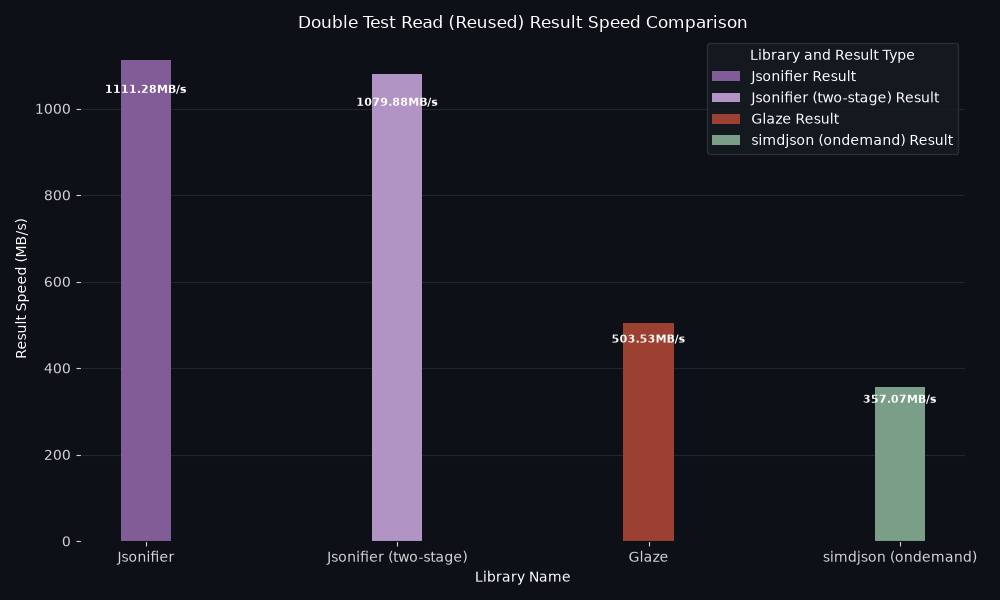 Double Test Read (Reused) Result Speed Comparison
Library and Result Type
Jsonifier Result
Jsonifier (two-stage) Result
Glaze Result
simdjson (ondemand) Result
1111.28MB/s
1079.88MB/s
503.53MB/s
357.07MB/s
Result Speed (MB/s)
1000
800
600
400
200
0
Jsonifier
Jsonifier (two-stage)
Glaze
simdjson (ondemand)
Library Name